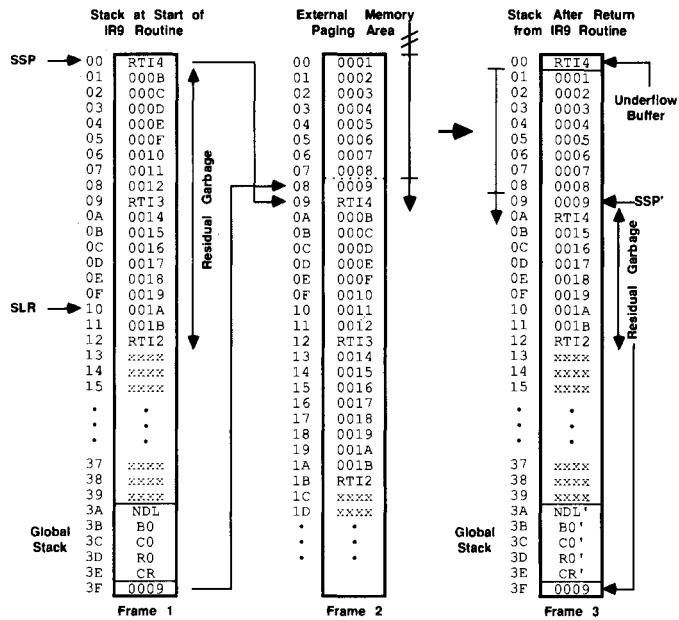 Stack at Start of
IR9 Routine
SSP
00 RTI4
01 000B
02 000C
03 000D
04 000E
05 000F
06 0010
07 0011
08 0012
09 RTI3
0A 0014
0B 0015
0C 0016
0D 0017
0E 0018
0F 0019
SLR
10 001A
11 001B
12 RTI2
13 xxxx
14 xxxx
15 xxxx
37 xxxx
38 xxxx
39 xxxx
3A NDL
3B B0
3C C0
3D R0
3E CR
3F 0009
Residual Garbage
Global
Stack
Frame 1
External Memory
Paging Area
00 0001
01 0002
02 0003
03 0004
04 0005
05 0006
06 0007
07 0008
08 0009
09 RTI4
0A 000B
0B 000C
0C 000D
0D 000E
0E 000F
0F 0010
10 0011
11 0012
12 RTI3
13 0014
14 0015
15 0016
16 0017
17 0018
18 0019
19 001A
1A 001B
1B RTI2
1C xxxx
1D xxxx
Frame 2
Stack After Return
from IR9 Routine
00 RTI4
01 0001
02 0002
03 0003
04 0004
05 0005
06 0006
07 0007
08 0008
09 0009
0A RTI4
0B 0015
0C 0016
0D 0017
0E 0018
0F 0019
10 001A
11 001B
12 RTI2
13 xxxx
14 xxxx
15 xxxx
37 xxxx
38 xxxx
39 xxxx
3A NDL'
3B B0'
3C C0'
3D R0'
3E CR'
3F 0009
Underflow
Buffer
SSP'
Residual Garbage
Global
Stack
Frame 3